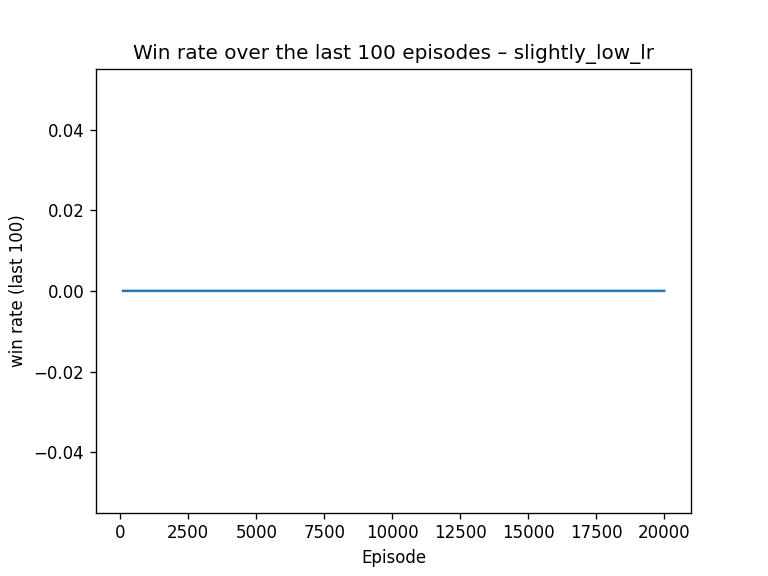 Win rate over the last 100 episodes – slightly_low_lr
0.04
0.02
0.00
−0.02
−0.04
win rate (last 100)
0 2500 5000 7500 10000 12500 15000 17500 20000
Episode